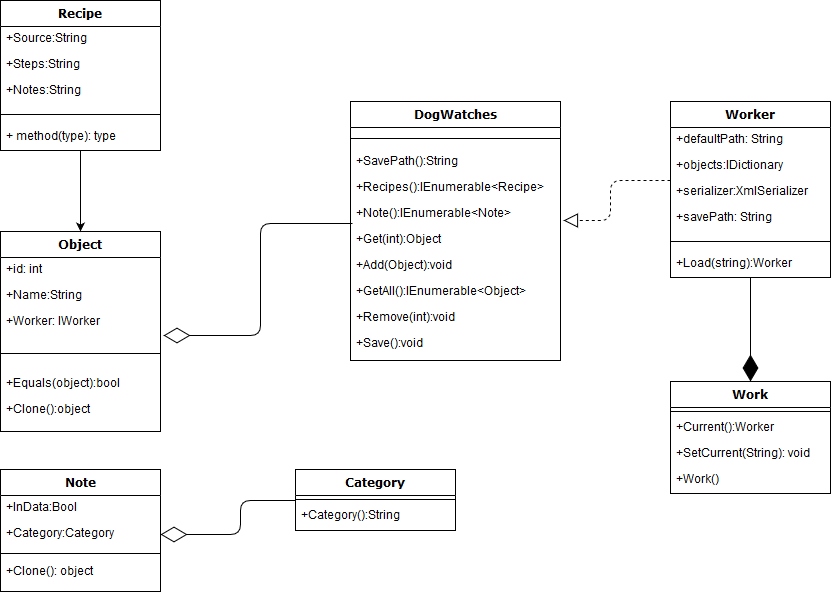 Recipe
+Source:String
+Steps:String
+Notes:String
+ method(type): type
Object
+id: int
+Name:String
+Worker: IWorker
+Equals(object):bool
+Clone():object
Note
+InData:Bool
+Category:Category
+Clone(): object
Category
+Category():String
DogWatches
+SavePath():String
+Recipes():IEnumerable<Recipe>
+Note():IEnumerable<Note>
+Get(int):Object
+Add(Object):void
+GetAll():IEnumerable<Object>
+Remove(int):void
+Save():void
Worker
+defaultPath: String
+objects:IDictionary
+serializer:XmlSerializer
+savePath: String
+Load(string):Worker
Work
+Current():Worker
+SetCurrent(String): void
+Work()